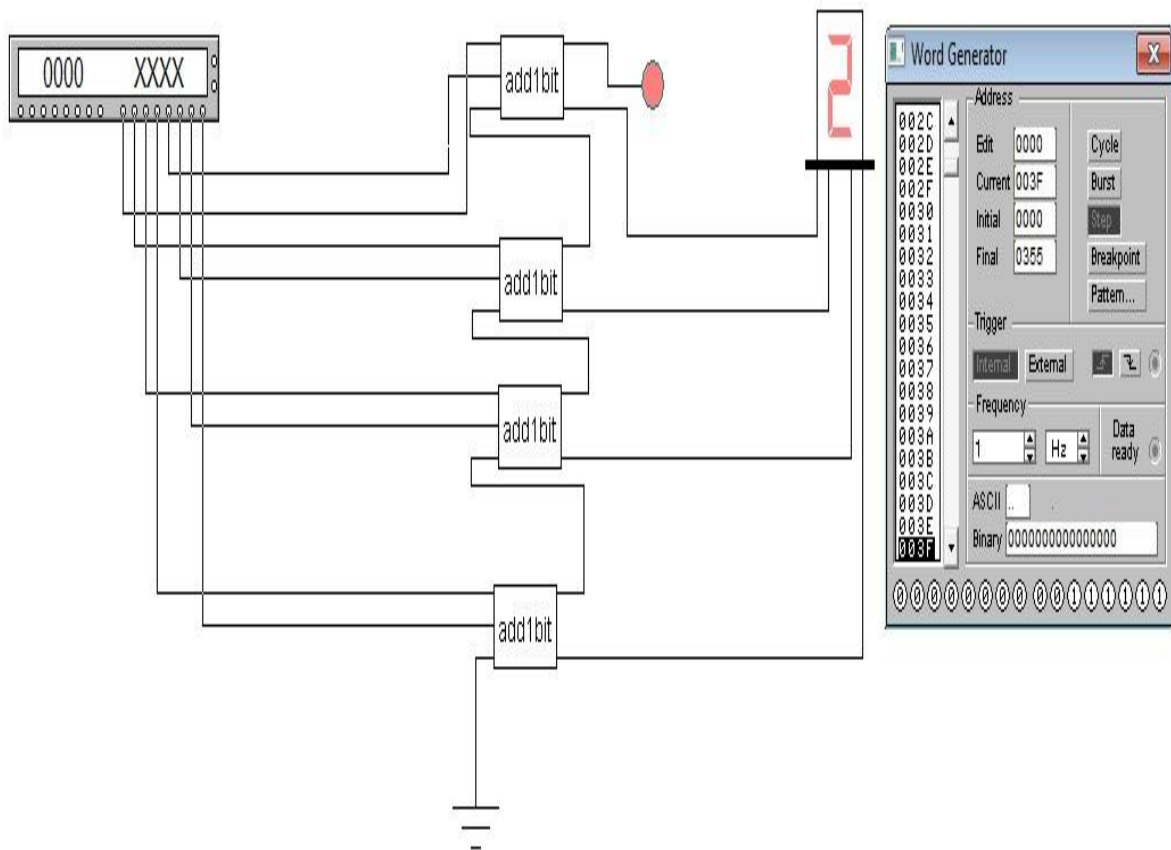 0000 XXXX
add1bit
2
add1bit
add1bit
add1bit
Word Generator
002C
002D
002E
002F
0030
0031
0032
0033
0034
0035
0036
0037
0038
0039
003A
003B
003C
003D
003E
003F
Address
Edit 0000
Current 003F
Initial 0000
Final 0355
Cycle
Burst
Step
Breakpoint
Pattern...
Trigger
Internal External
Frequency
1 Hz
Data
ready
ASCII ..
Binary 0000000000000000
0 0 0 0 0 0 0 0 0 0 1 1 1 1 1 1